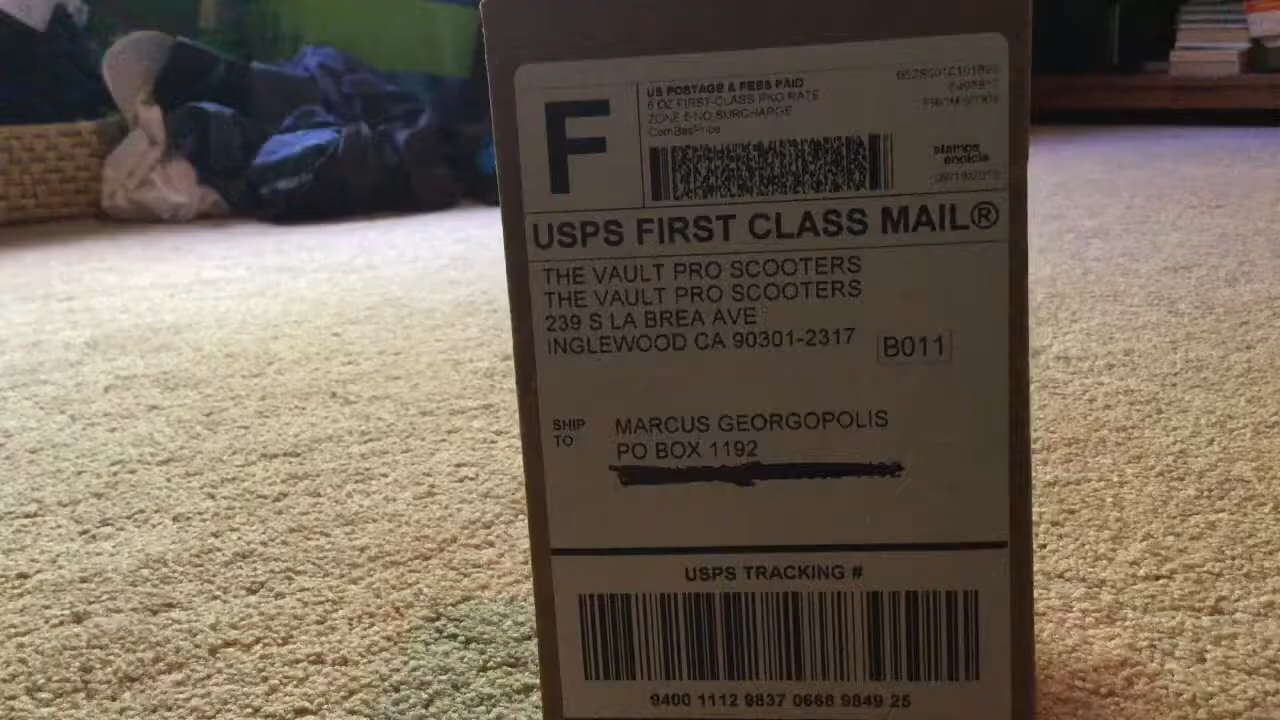 F
US POSTAGE & FEES PAID
6 OZ FIRST-CLASS PKG RATE
ZONE 8 NO SURCHARGE
ComBasPrice
stamps
endicia
USPS FIRST CLASS MAIL®
THE VAULT PRO SCOOTERS
THE VAULT PRO SCOOTERS
239 S LA BREA AVE
INGLEWOOD CA 90301-2317
B011
SHIP
TO
MARCUS GEORGOPOLIS
PO BOX 1192
USPS TRACKING #
9400 1112 9837 0668 9849 25